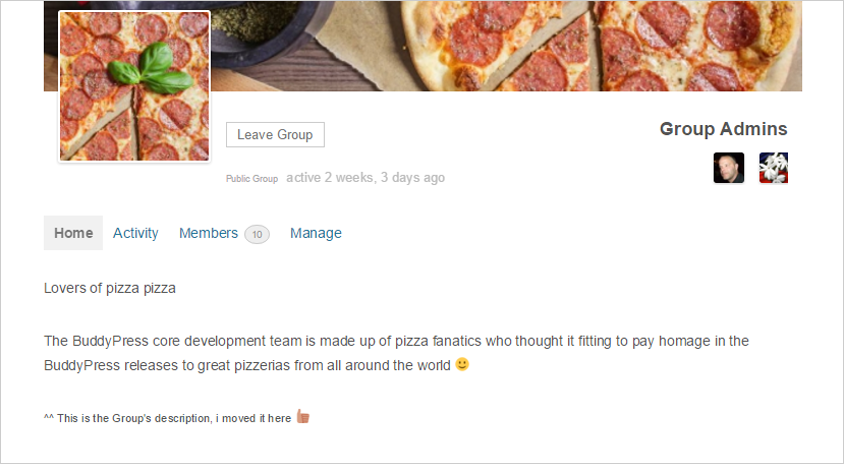 Leave Group
Group Admins
Public Group active 2 weeks, 3 days ago
Home Activity Members 10 Manage
Lovers of pizza pizza
The BuddyPress core development team is made up of pizza fanatics who thought it fitting to pay homage in the
BuddyPress releases to great pizzerias from all around the world 🙂
^^ This is the Group's description, i moved it here 👍